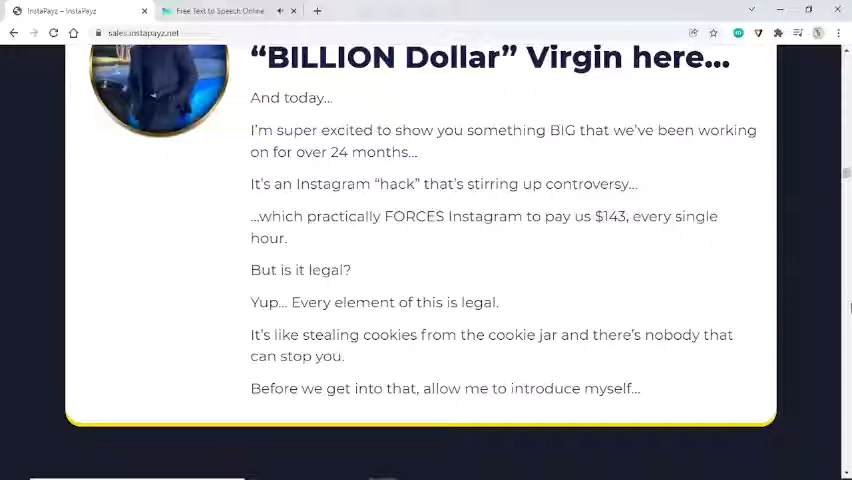 InstaPayz – InstaPayz
Free Text to Speech Online
sales.instapayz.net
“BILLION Dollar” Virgin here...
And today...
I’m super excited to show you something BIG that we’ve been working
on for over 24 months...
It’s an Instagram “hack” that’s stirring up controversy...
...which practically FORCES Instagram to pay us $143, every single
hour.
But is it legal?
Yup... Every element of this is legal.
It’s like stealing cookies from the cookie jar and there’s nobody that
can stop you.
Before we get into that, allow me to introduce myself...